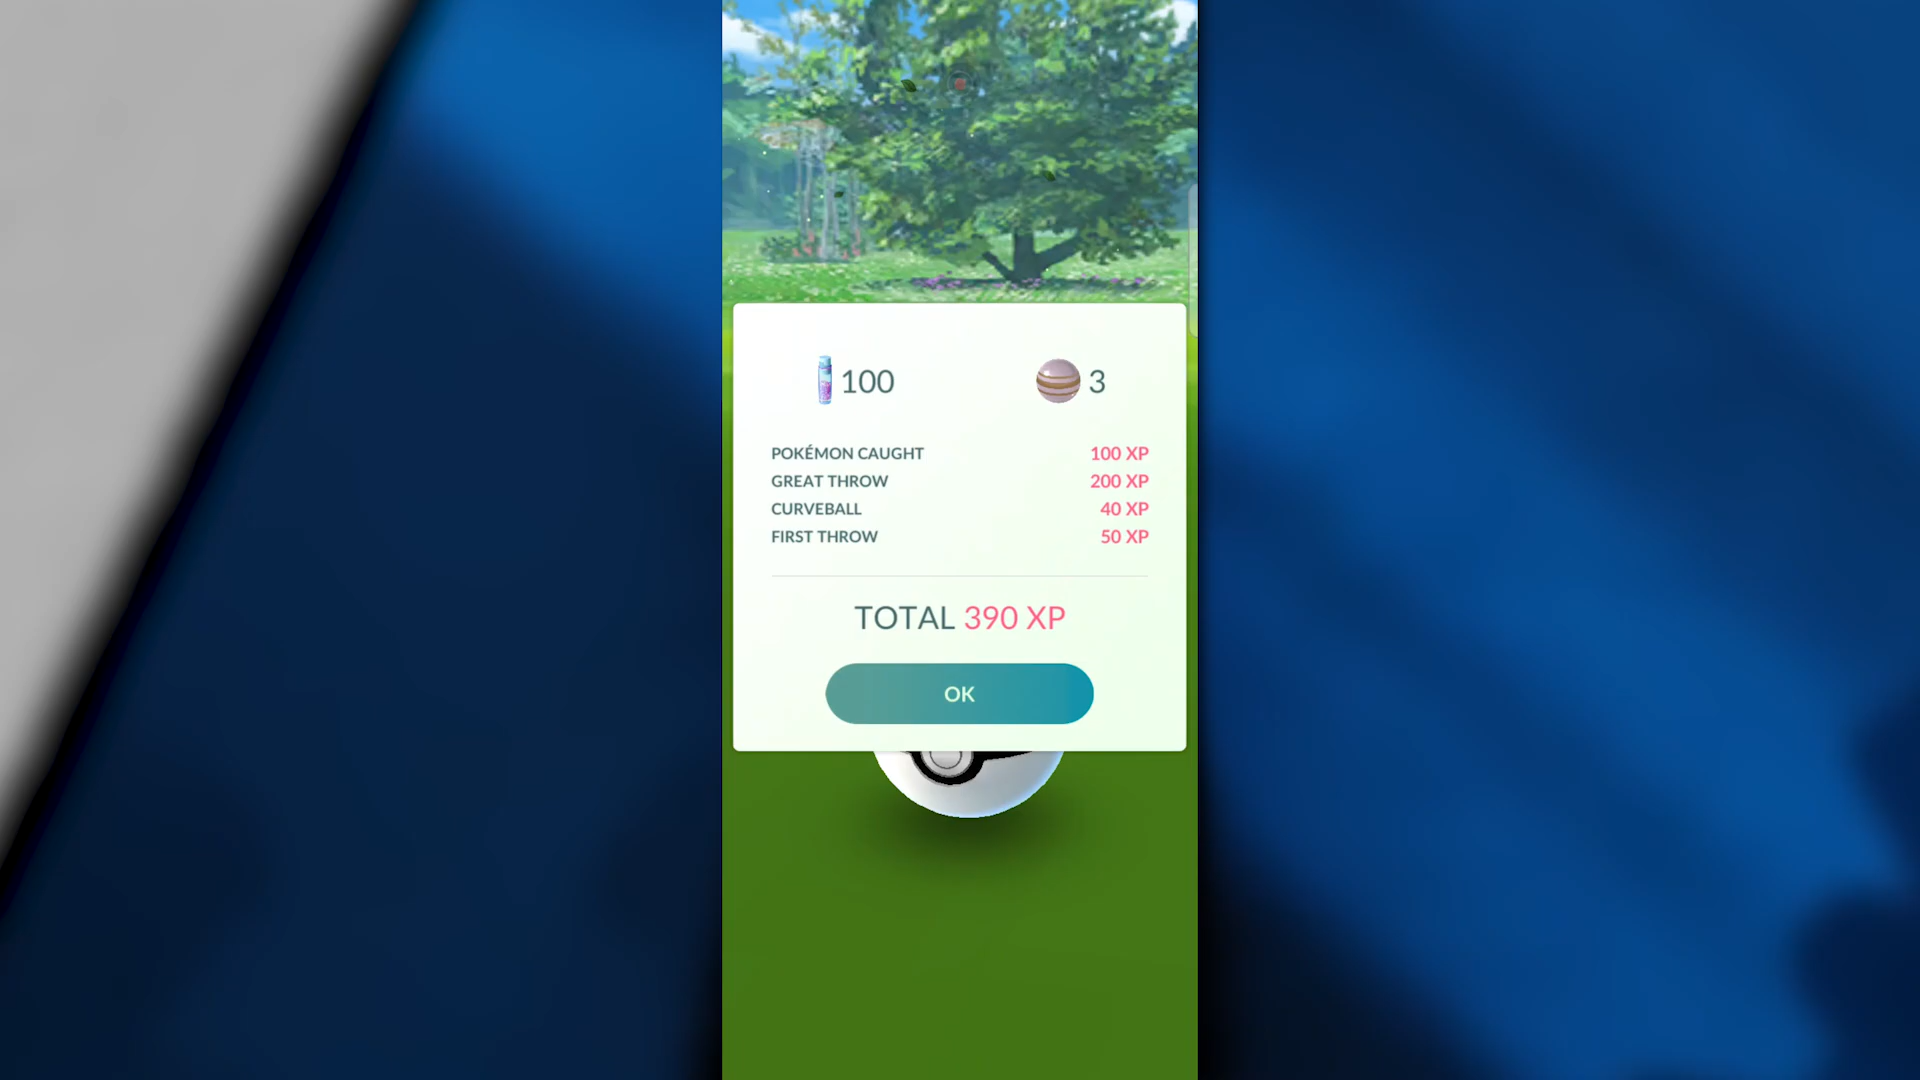 100 3
POKÉMON CAUGHT 100 XP
GREAT THROW 200 XP
CURVEBALL 40 XP
FIRST THROW 50 XP
TOTAL 390 XP
OK